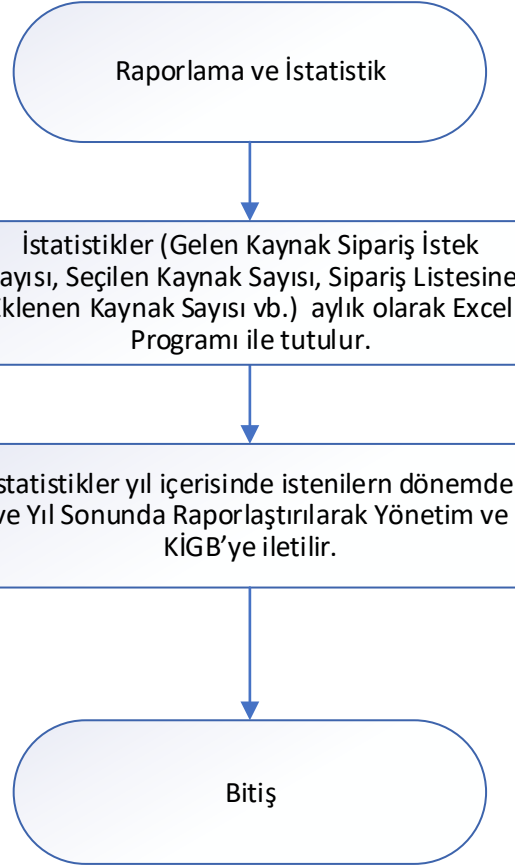 Raporlama ve İstatistik
İstatistikler (Gelen Kaynak Sipariş İstek
ayısı, Seçilen Kaynak Sayısı, Sipariş Listesine
Eklenen Kaynak Sayısı vb.) aylık olarak Excel
Programı ile tutulur.
statistikler yıl içerisinde istenilern dönemde
ve Yıl Sonunda Raporlaştırılarak Yönetim ve
KİGB’ye iletilir.
Bitiş